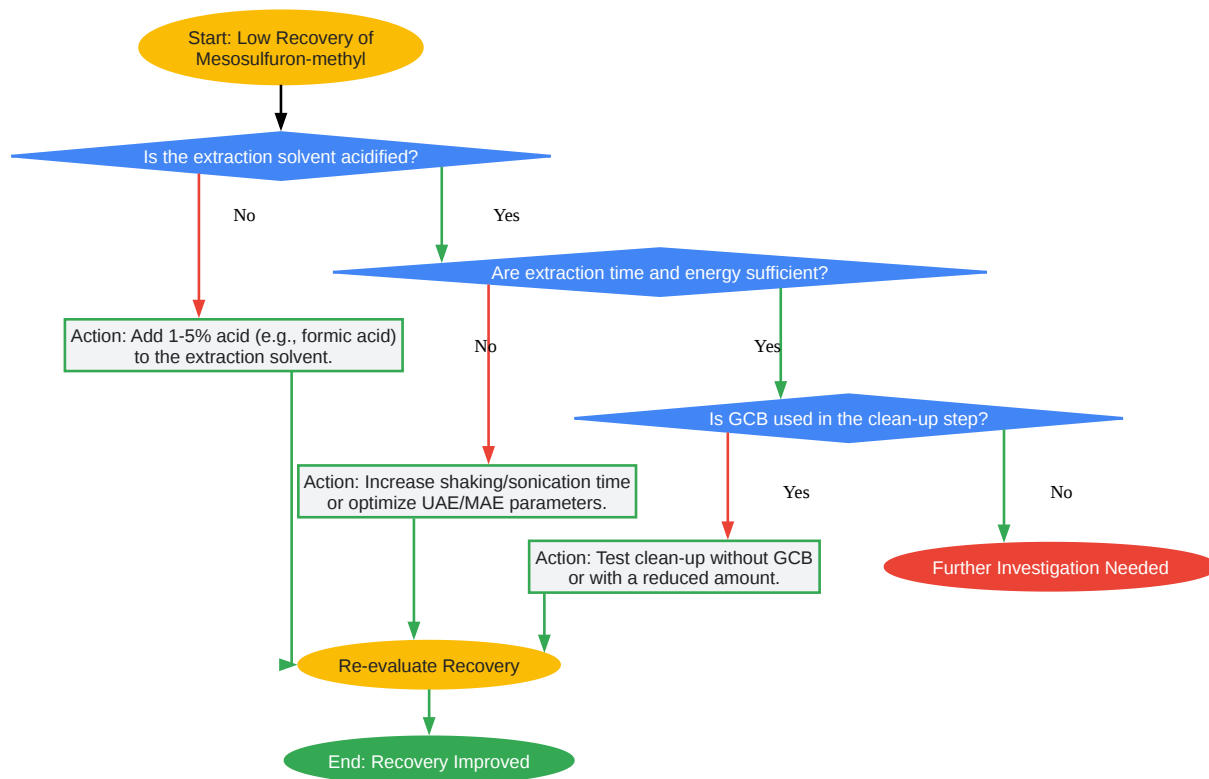 Start: Low Recovery of
Mesosulfuron-methyl
Is the extraction solvent acidified?
No
Yes
Are extraction time and energy sufficient?
Action: Add 1-5% acid (e.g., formic acid)
to the extraction solvent.
No
Yes
Is GCB used in the clean-up step?
Action: Increase shaking/sonication time
or optimize UAE/MAE parameters.
Yes
No
Action: Test clean-up without GCB
or with a reduced amount.
Further Investigation Needed
Re-evaluate Recovery
End: Recovery Improved